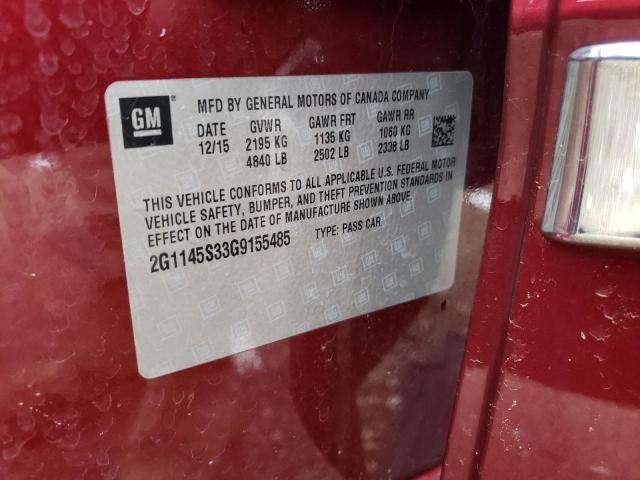 GM
MFD BY GENERAL MOTORS OF CANADA COMPANY
DATE GVWR GAWR FRT GAWR RR
12/15 2195 KG 1135 KG 1060 KG
4840 LB 2502 LB 2338 LB
THIS VEHICLE CONFORMS TO ALL APPLICABLE U.S. FEDERAL MOTOR
VEHICLE SAFETY, BUMPER, AND THEFT PREVENTION STANDARDS IN
EFFECT ON THE DATE OF MANUFACTURE SHOWN ABOVE.
2G1145S33G9155485 TYPE: PASS CAR